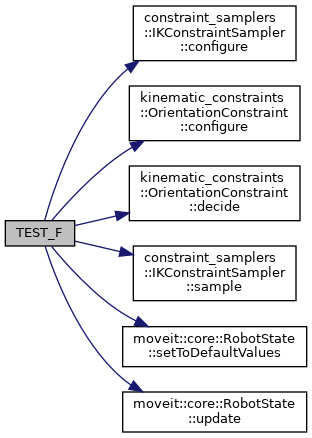 constraint_samplers
::IKConstraintSampler
::configure
kinematic_constraints
::OrientationConstraint
::configure
kinematic_constraints
::OrientationConstraint
::decide
TEST_F
constraint_samplers
::IKConstraintSampler
::sample
moveit::core::RobotState
::setToDefaultValues
moveit::core::RobotState
::update